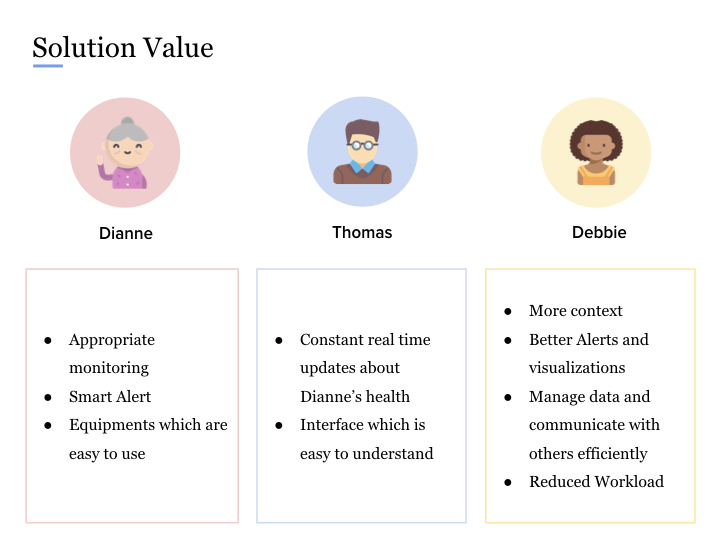 Solution Value
Dianne
Thomas
Debbie
● Appropriate
monitoring
● Smart Alert
● Equipments which are
easy to use
● Constant real time
updates about
Dianne’s health
● Interface which is
easy to understand
● More context
● Better Alerts and
visualizations
● Manage data and
communicate with
others efficiently
● Reduced Workload